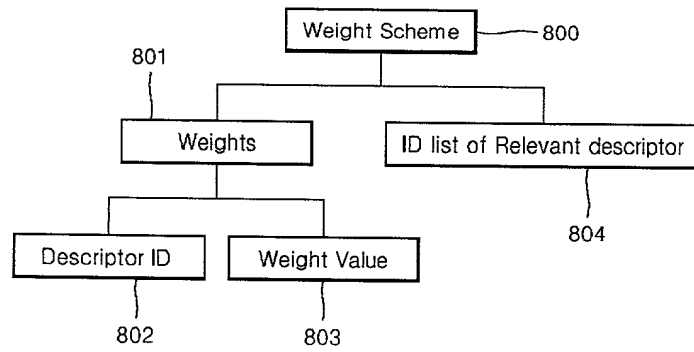 Weight Scheme
800
801
Weights
ID list of Relevant descriptor
804
Descriptor ID
Weight Value
802
803